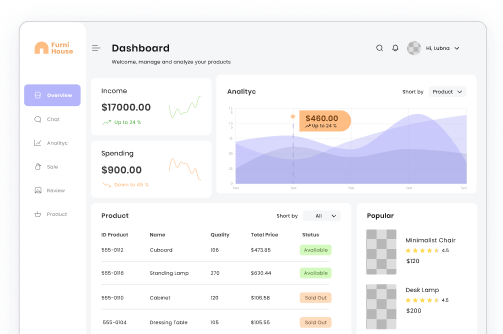 Furni
House
Dashboard
Hi, Lubna
Welcome, manage and analyze your products
Overview
Chat
Analityc
Sale
Review
Product
Income
$17000.00
Up to 24 %
Spending
$900.00
Down to 45 %
Analityc
Short by
Product
$460.00
Up to 24 %
Product
Short by
All
ID Product Name Quality Total Price Status
555-0112 Cuboard 106 $473.85 Available
555-0118 Standing Lamp 270 $630.44 Available
555-0110 Cabinet 120 $106.58 Sold Out
555-0104 Dressing Table 105 $105.55 Sold Out
Popular
Minimalist Chair
4.5
$120
Desk Lamp
4.5
$200